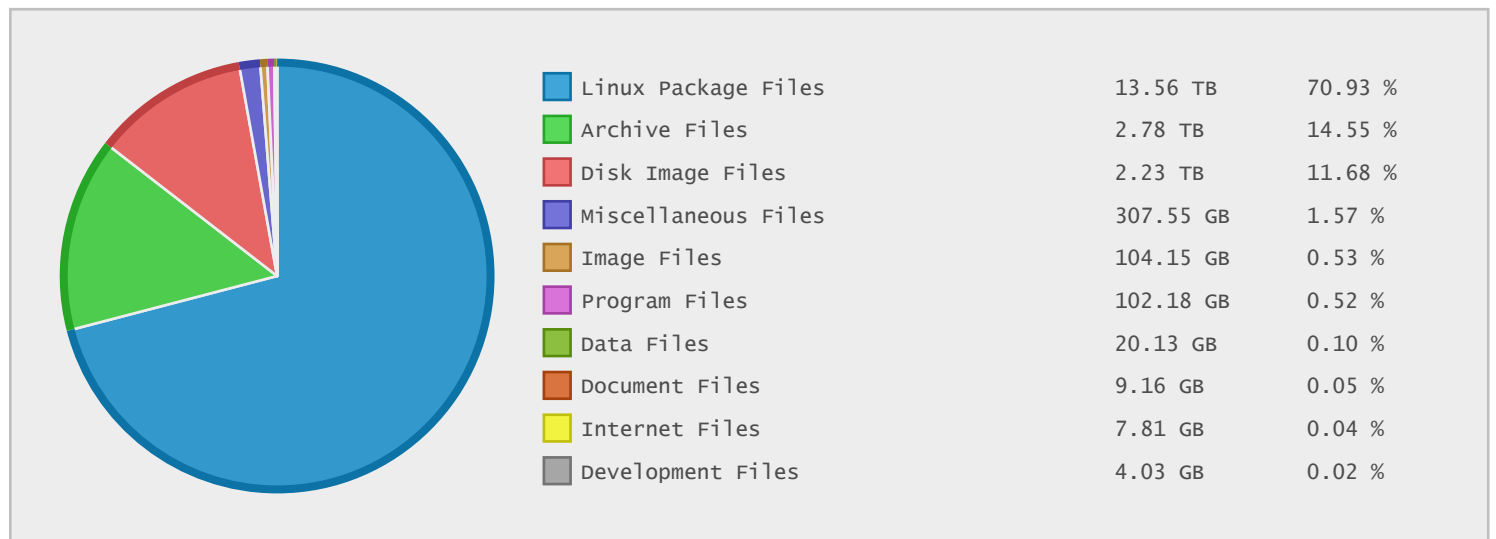 Linux Package Files 13.56 TB 70.93 %
Archive Files 2.78 TB 14.55 %
Disk Image Files 2.23 TB 11.68 %
Miscellaneous Files 307.55 GB 1.57 %
Image Files 104.15 GB 0.53 %
Program Files 102.18 GB 0.52 %
Data Files 20.13 GB 0.10 %
Document Files 9.16 GB 0.05 %
Internet Files 7.81 GB 0.04 %
Development Files 4.03 GB 0.02 %